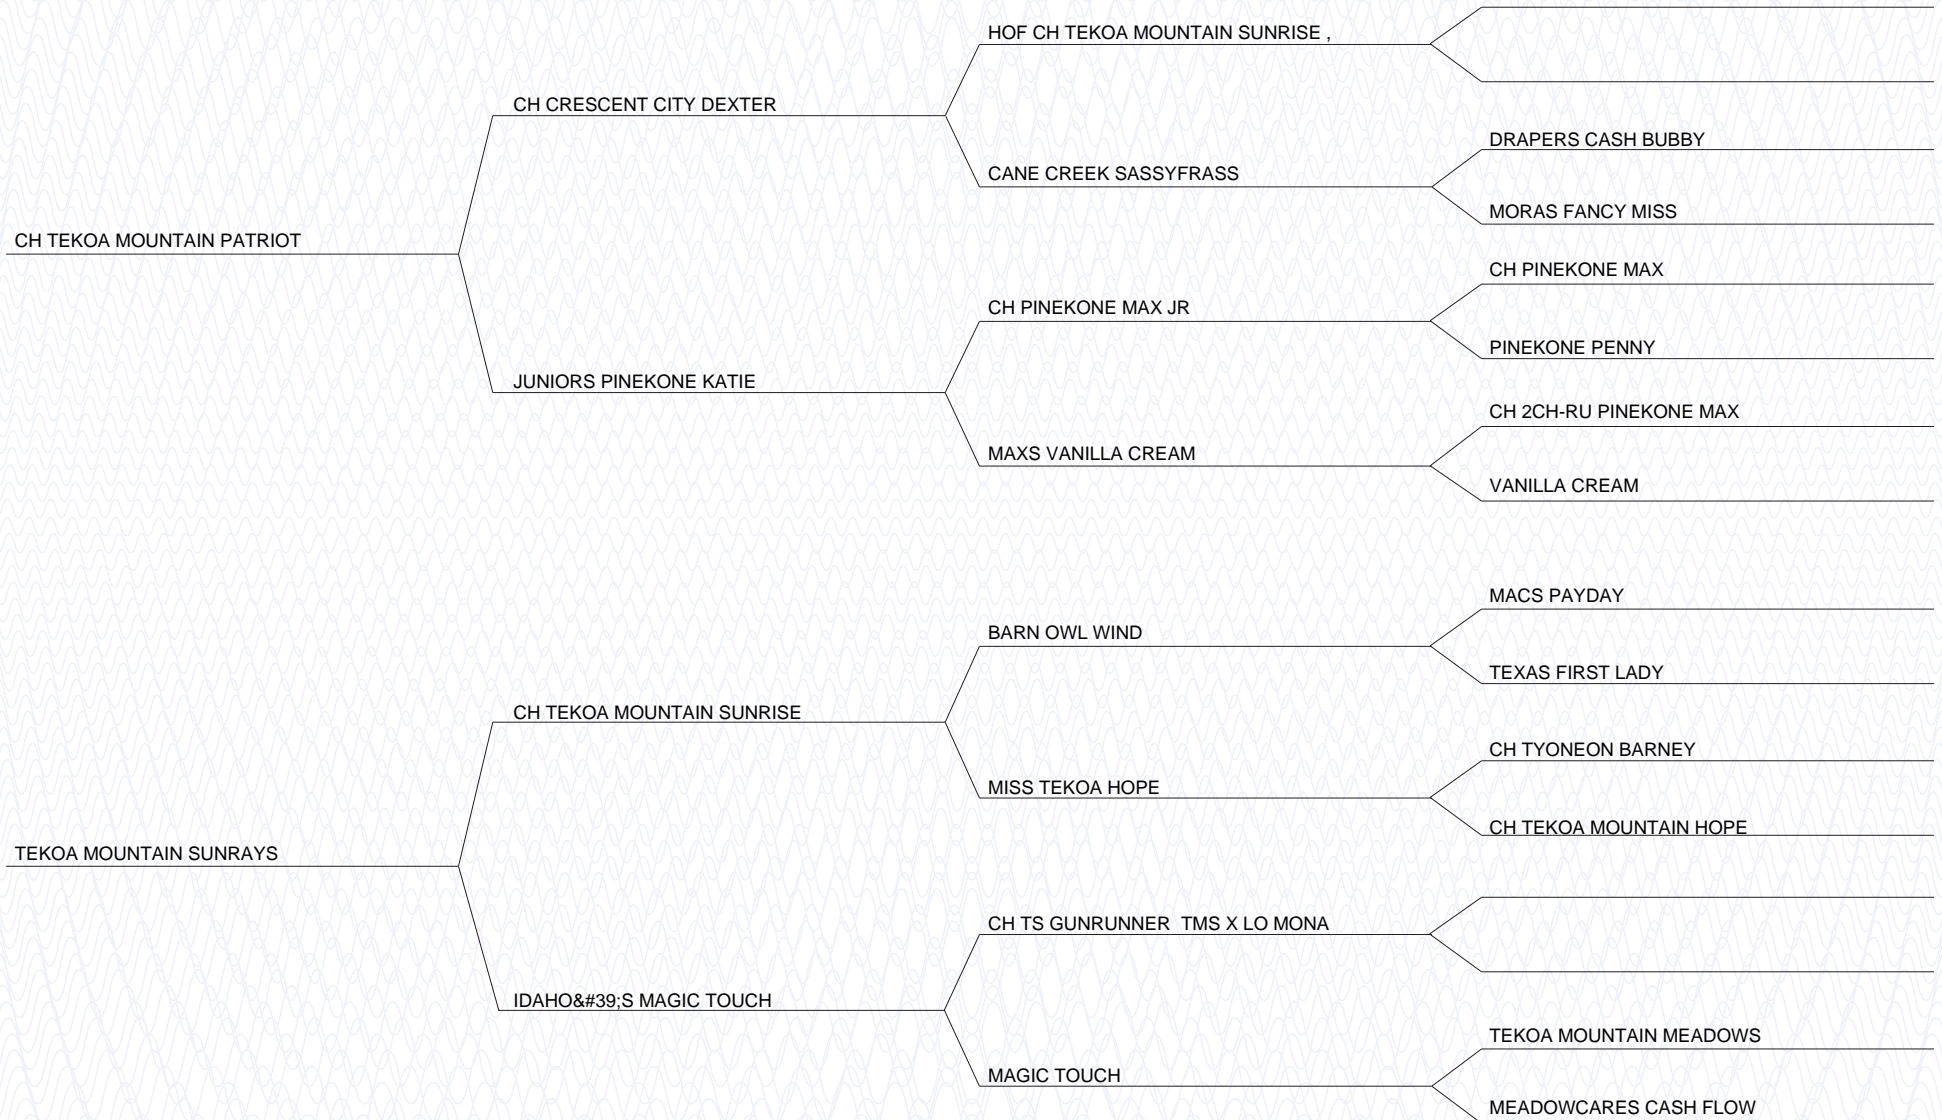 HOF CH TEKOA MOUNTAIN SUNRISE ,
CH CRESCENT CITY DEXTER
DRAPERS CASH BUBBY
CANE CREEK SASSYFRASS
MORAS FANCY MISS
CH TEKOA MOUNTAIN PATRIOT
CH PINEKONE MAX
CH PINEKONE MAX JR
PINEKONE PENNY
JUNIORS PINEKONE KATIE
CH 2CH-RU PINEKONE MAX
MAXS VANILLA CREAM
VANILLA CREAM
MACS PAYDAY
BARN OWL WIND
TEXAS FIRST LADY
CH TEKOA MOUNTAIN SUNRISE
CH TYONEON BARNEY
MISS TEKOA HOPE
CH TEKOA MOUNTAIN HOPE
TEKOA MOUNTAIN SUNRAYS
CH TS GUNRUNNER  TMS X LO MONA
IDAHO&#39;S MAGIC TOUCH
TEKOA MOUNTAIN MEADOWS
MAGIC TOUCH
MEADOWCARES CASH FLOW